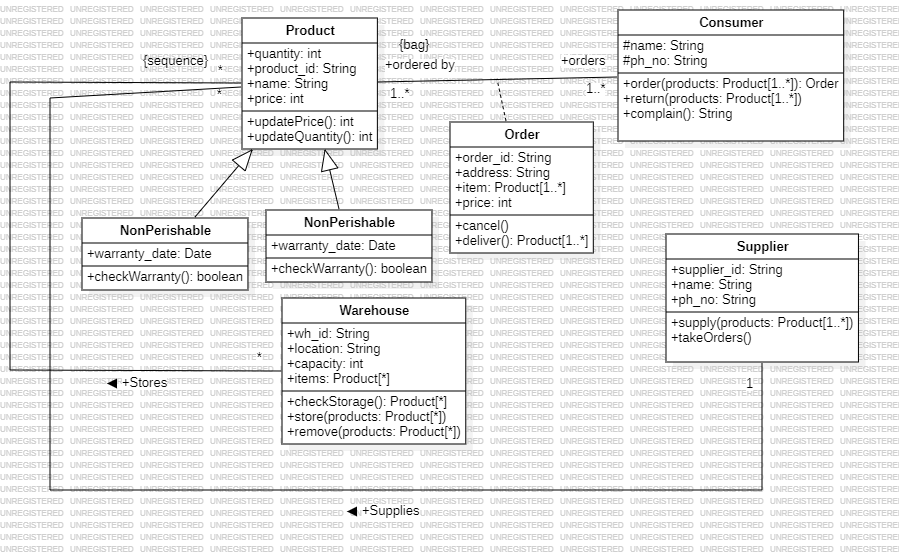 Product
+quantity: int
+product_id: String
+name: String
+price: int
+updatePrice(): int
+updateQuantity(): int
{sequence}
*
*
{bag}
+ordered by
1..*
+orders
1..*
Consumer
#name: String
#ph_no: String
+order(products: Product[1..*]): Order
+return(products: Product[1..*])
+complain(): String
Order
+order_id: String
+address: String
+item: Product[1..*]
+price: int
+cancel()
+deliver(): Product[1..*]
NonPerishable
+warranty_date: Date
+checkWarranty(): boolean
NonPerishable
+warranty_date: Date
+checkWarranty(): boolean
Supplier
+supplier_id: String
+name: String
+ph_no: String
+supply(products: Product[1..*])
+takeOrders()
1
Warehouse
+wh_id: String
+location: String
+capacity: int
+items: Product[*]
+checkStorage(): Product[*]
+store(products: Product[*])
+remove(products: Product[*])
*
◀ +Stores
◀ +Supplies
UNREGISTERED